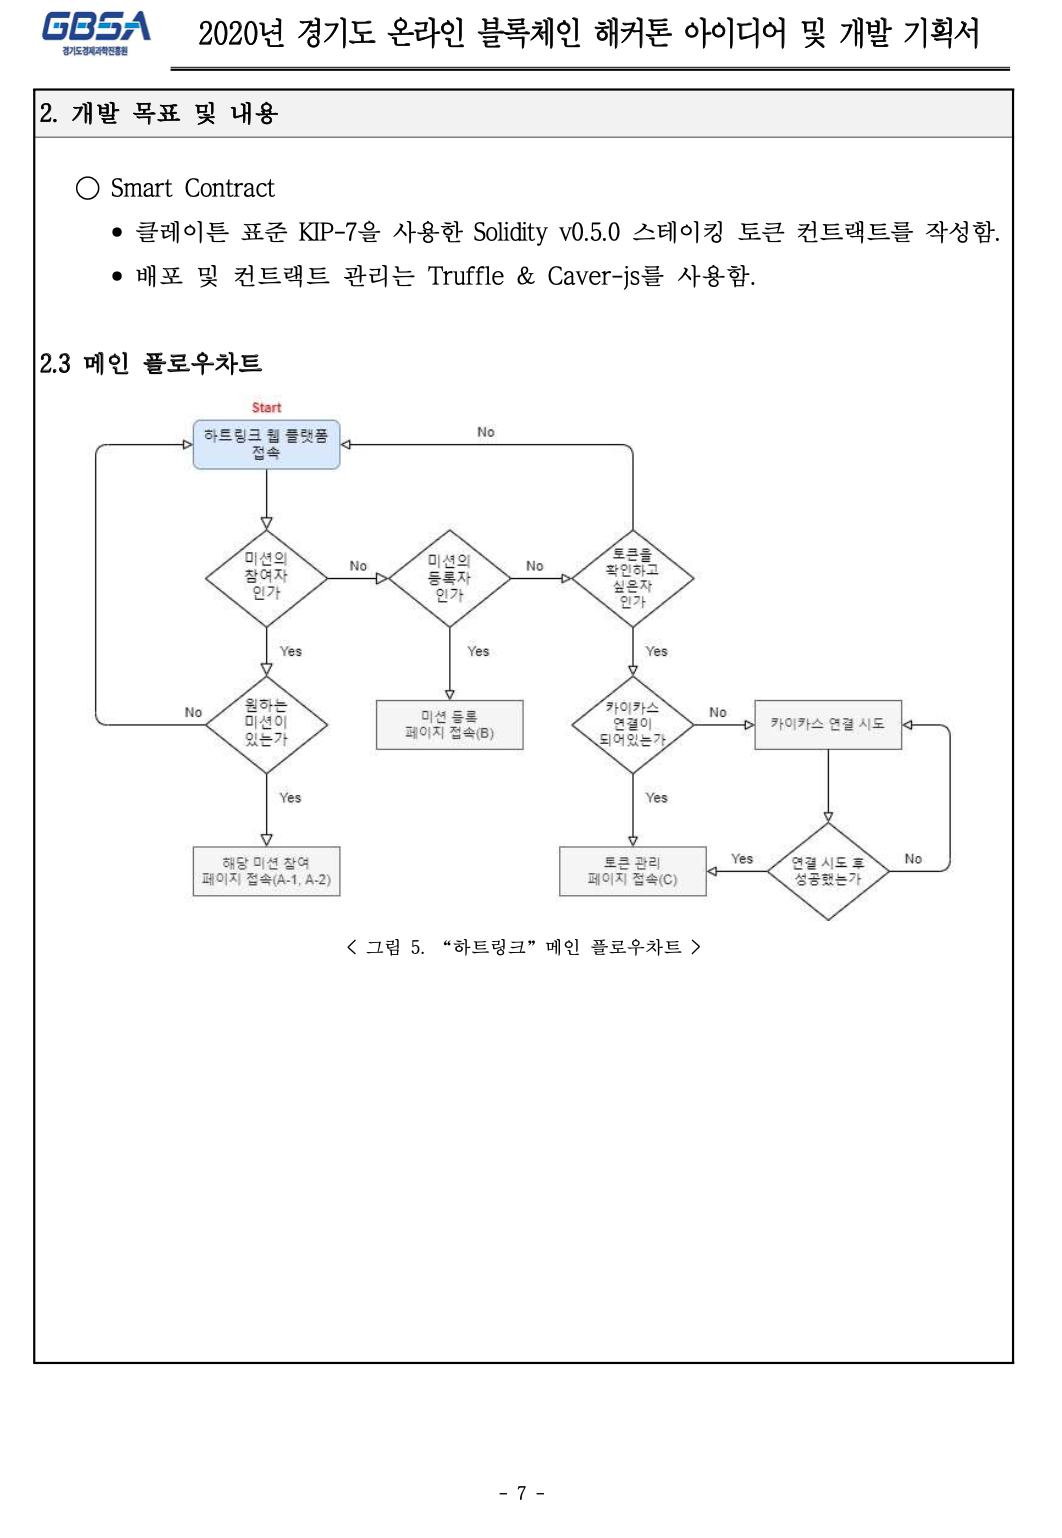 GBSA
경기도경제과학진흥원
2020년 경기도 온라인 블록체인 해커톤 아이디어 및 개발 기획서
2. 개발 목표 및 내용
○ Smart Contract
• 클레이튼 표준 KIP-7을 사용한 Solidity v0.5.0 스테이킹 토큰 컨트랙트를 작성함.
• 배포 및 컨트랙트 관리는 Truffle & Caver-js를 사용함.
2.3 메인 플로우차트
Start
하트링크 웹 플랫폼
접속
No
미션의
참여자
인가
No
미션의
등록자
인가
No
토큰을
확인하고
싶은자
인가
Yes
Yes
Yes
No
원하는
미션이
있는가
미션 등록
페이지 접속(B)
카이카스
연결이
되어있는가
No
카이카스 연결 시도
Yes
Yes
해당 미션 참여
페이지 접속(A-1, A-2)
토큰 관리
페이지 접속(C)
Yes
연결 시도 후
성공했는가
No
< 그림 5. “하트링크” 메인 플로우차트 >
- 7 -